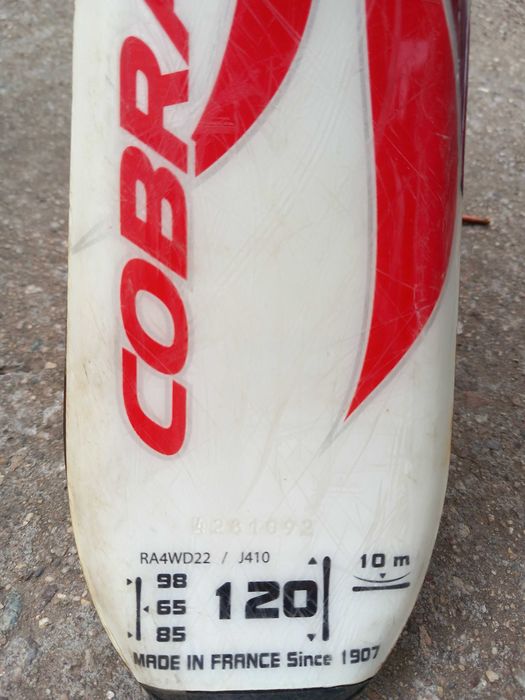 COBRA
4281092
RA4WD22 / J410
98
65
85
120
10 m
MADE IN FRANCE Since 1907